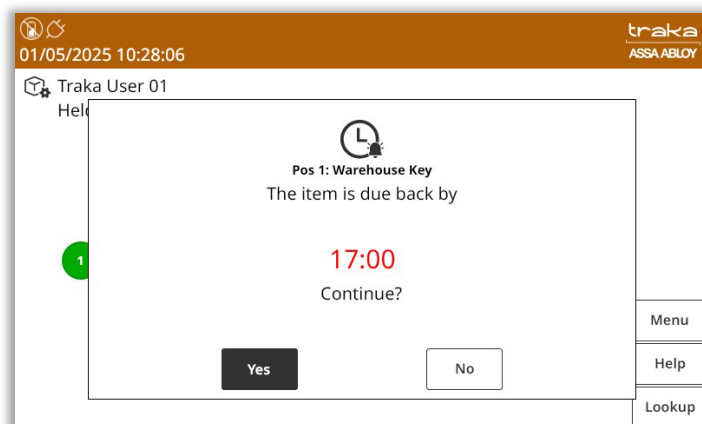 01/05/2025 10:28:06
traka
ASSA ABLOY
Traka User 01
Held
Pos 1: Warehouse Key
The item is due back by
1
17:00
Continue?
Menu
Yes
No
Help
Lookup